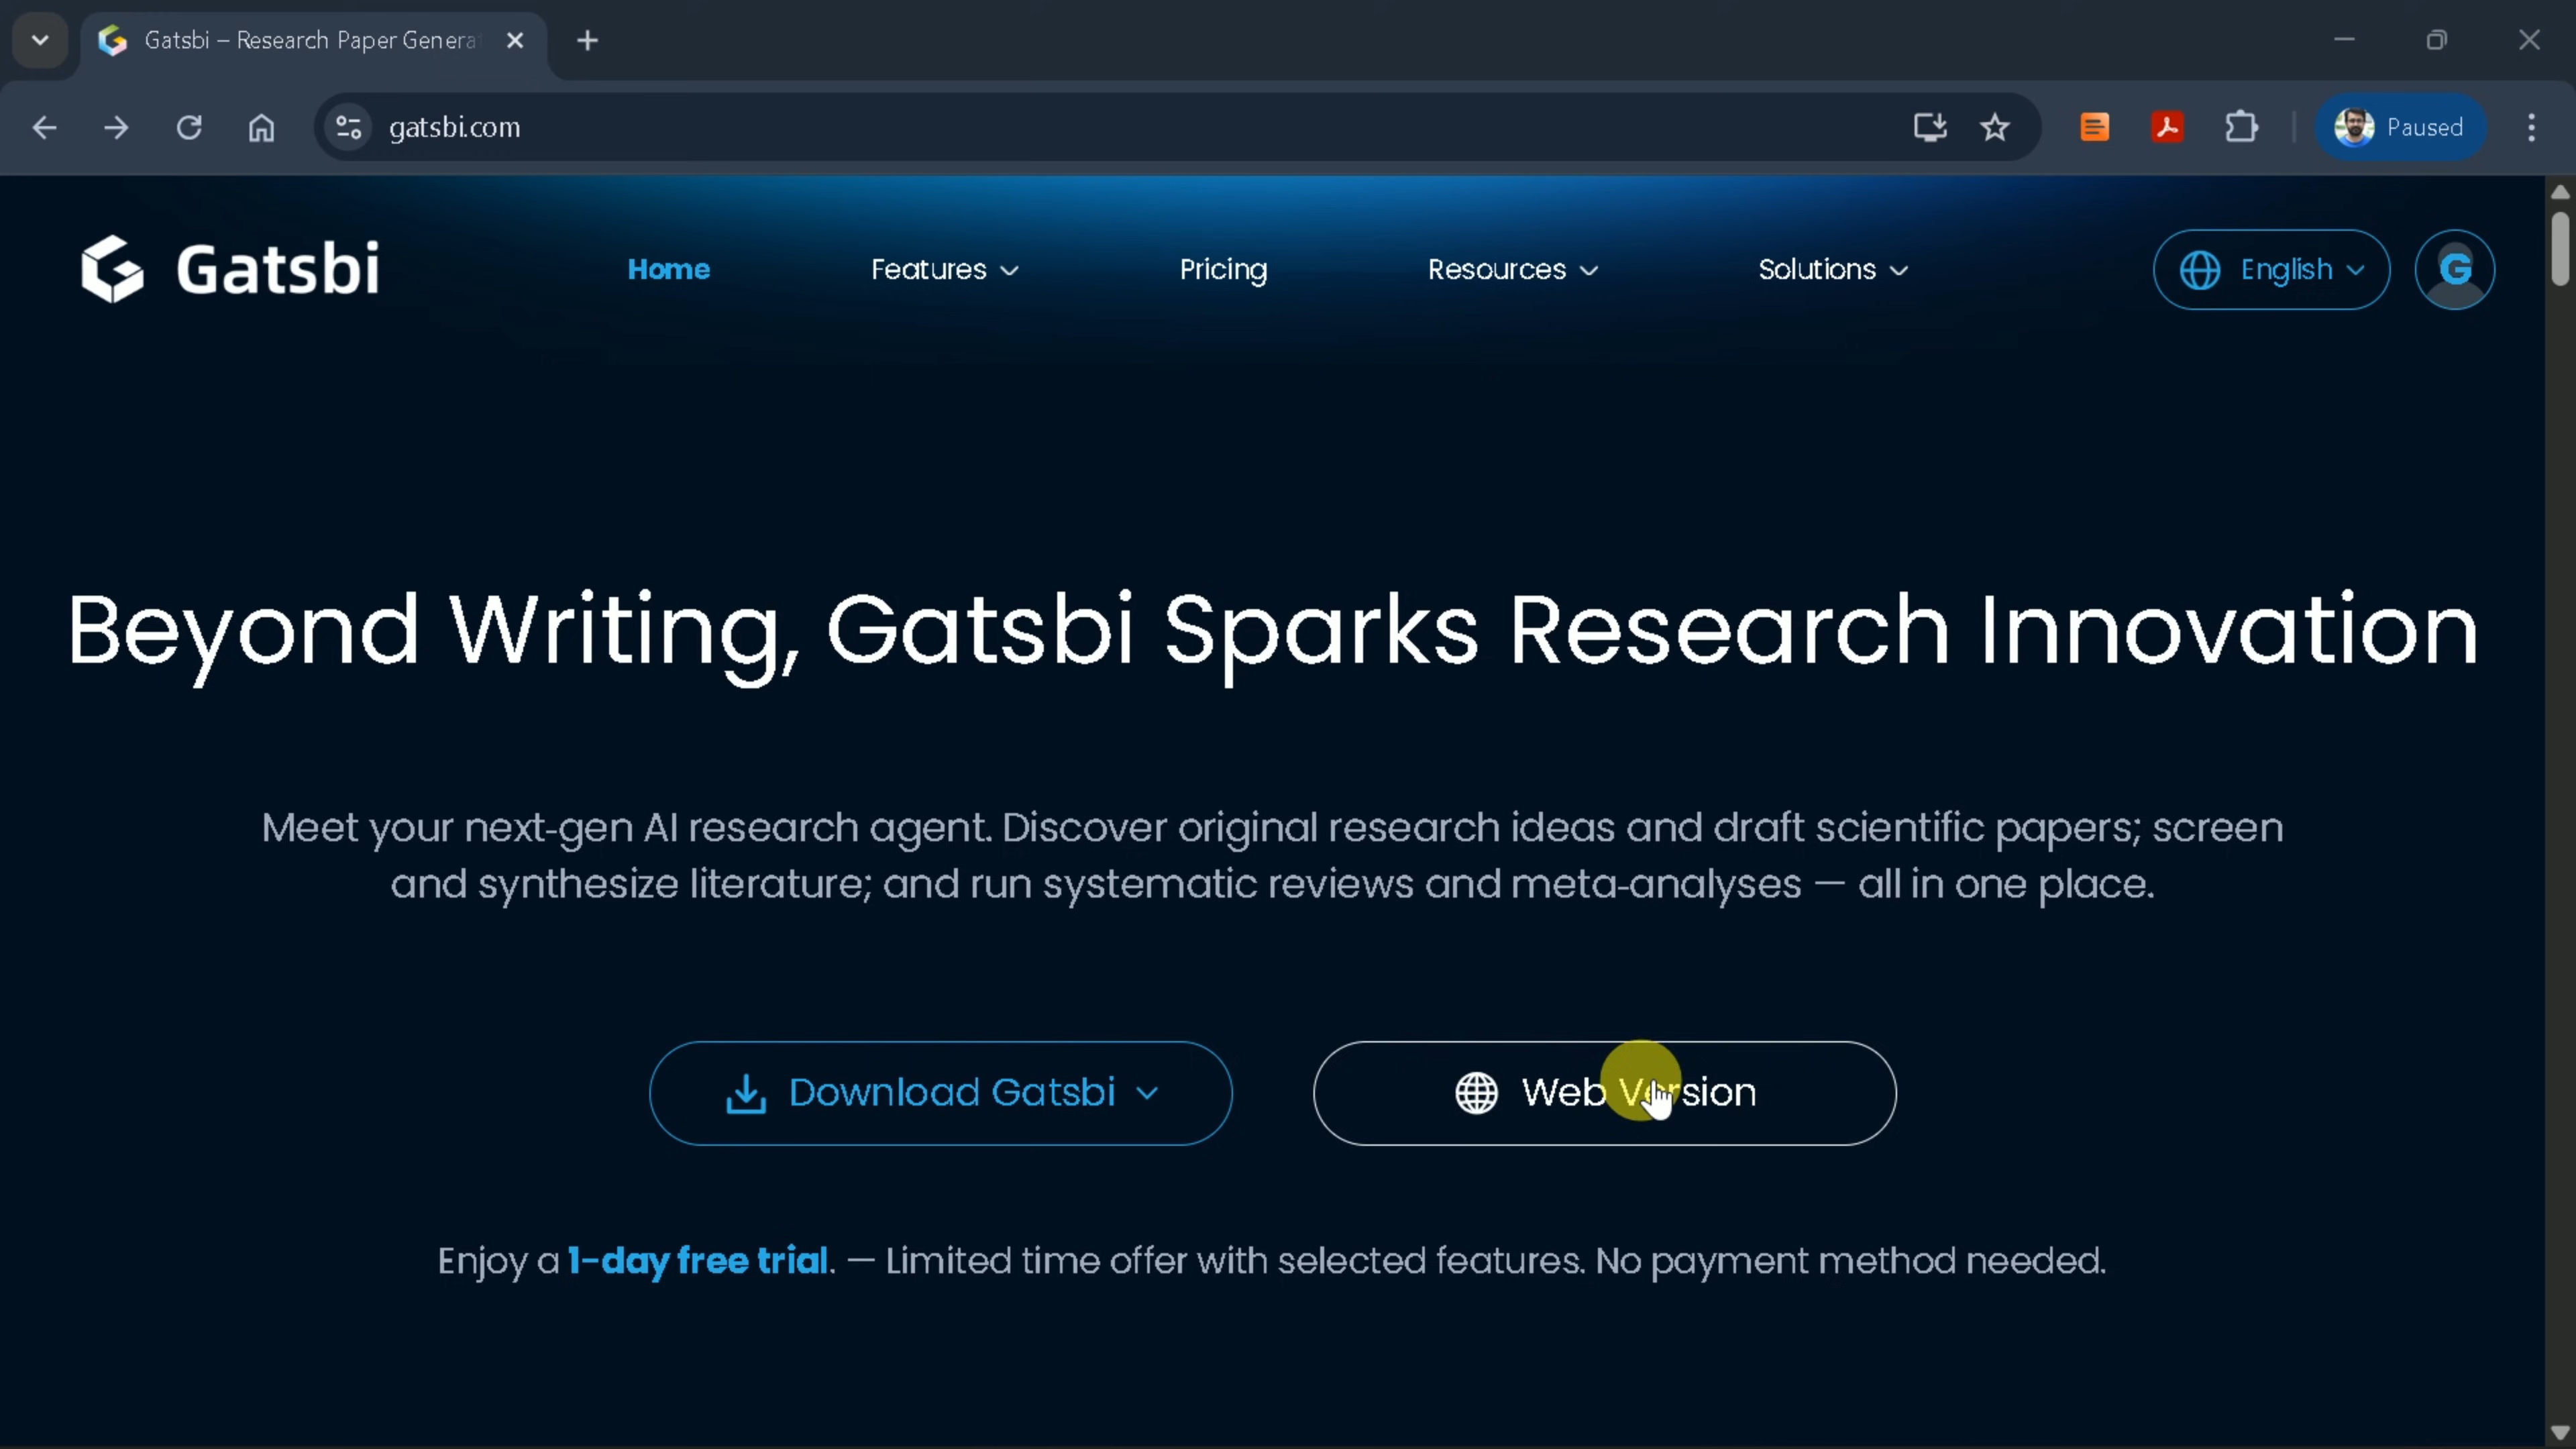 Gatsbi – Research Paper Genera
gatsbi.com
Paused
Gatsbi
Home
Features
Pricing
Resources
Solutions
English
G
Beyond Writing, Gatsbi Sparks Research Innovation
Meet your next-gen AI research agent. Discover original research ideas and draft scientific papers; screen
and synthesize literature; and run systematic reviews and meta-analyses — all in one place.
Download Gatsbi
Web Version
Enjoy a 1-day free trial. — Limited time offer with selected features. No payment method needed.